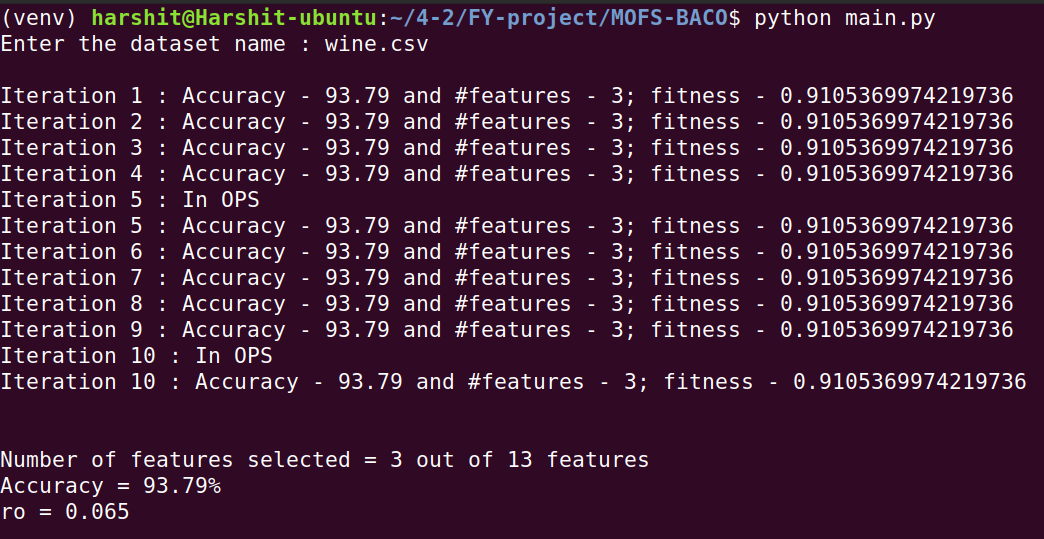 (venv) harshit@Harshit-ubuntu:~/4-2/FY-project/MOFS-BACO$ python main.py
Enter the dataset name : wine.csv
Iteration 1 : Accuracy - 93.79 and #features - 3; fitness - 0.9105369974219736
Iteration 2 : Accuracy - 93.79 and #features - 3; fitness - 0.9105369974219736
Iteration 3 : Accuracy - 93.79 and #features - 3; fitness - 0.9105369974219736
Iteration 4 : Accuracy - 93.79 and #features - 3; fitness - 0.9105369974219736
Iteration 5 : In OPS
Iteration 5 : Accuracy - 93.79 and #features - 3; fitness - 0.9105369974219736
Iteration 6 : Accuracy - 93.79 and #features - 3; fitness - 0.9105369974219736
Iteration 7 : Accuracy - 93.79 and #features - 3; fitness - 0.9105369974219736
Iteration 8 : Accuracy - 93.79 and #features - 3; fitness - 0.9105369974219736
Iteration 9 : Accuracy - 93.79 and #features - 3; fitness - 0.9105369974219736
Iteration 10 : In OPS
Iteration 10 : Accuracy - 93.79 and #features - 3; fitness - 0.9105369974219736
Number of features selected = 3 out of 13 features
Accuracy = 93.79%
ro = 0.065